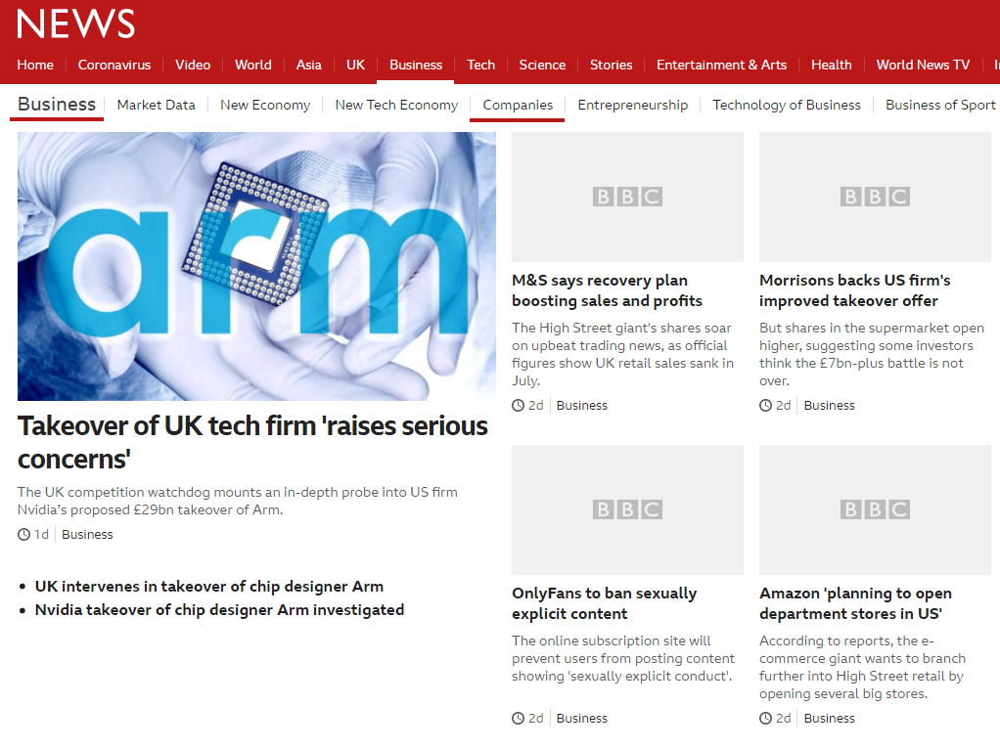 NEWS
Home
Coronavirus
Video
World
Asia
UK
Business
Tech
Science
Stories
Entertainment & Arts
Health
World News TV
Business
Market Data
New Economy
New Tech Economy
Companies
Entrepreneurship
Technology of Business
Business of Sport
arm
Takeover of UK tech firm 'raises serious
concerns'
The UK competition watchdog mounts an in-depth probe into US firm
Nvidia's proposed £29bn takeover of Arm.
1d
Business
UK intervenes in takeover of chip designer Arm
Nvidia takeover of chip designer Arm investigated
BBC
M&S says recovery plan
boosting sales and profits
The High Street giant's shares soar
on upbeat trading news, as official
figures show UK retail sales sank in
July.
2d
Business
BBC
Morrisons backs US firm's
improved takeover offer
But shares in the supermarket open
higher, suggesting some investors
think the £7bn-plus battle is not
over.
2d
Business
BBC
OnlyFans to ban sexually
explicit content
The online subscription site will
prevent users from posting content
showing 'sexually explicit conduct'.
2d
Business
BBC
Amazon 'planning to open
department stores in US'
According to reports, the e-
commerce giant wants to branch
further into High Street retail by
opening several big stores.
2d
Business